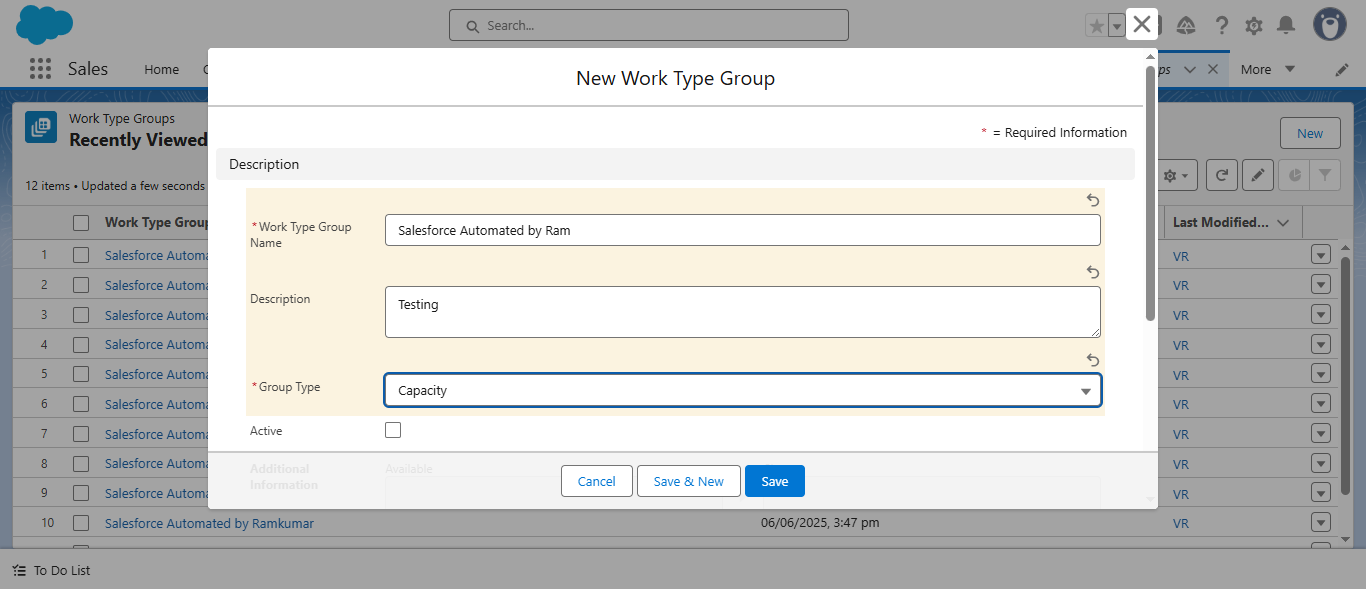 Search...
Sales
Home
More
New Work Type Group
Work Type Groups
Recently Viewed
New
* = Required Information
12 items • Updated a few seconds
Description
*Work Type Group Name
Salesforce Automated by Ram
Description
Testing
*Group Type
Capacity
Active
Additional Information
Available
Cancel
Save & New
Save
Work Type Group
Last Modified...
1 Salesforce Automa VR
2 Salesforce Automa VR
3 Salesforce Automa VR
4 Salesforce Automa VR
5 Salesforce Automa VR
6 Salesforce Automa VR
7 Salesforce Automa VR
8 Salesforce Automa VR
9 Salesforce Automa VR
10 Salesforce Automated by Ramkumar 06/06/2025, 3:47 pm VR
To Do List